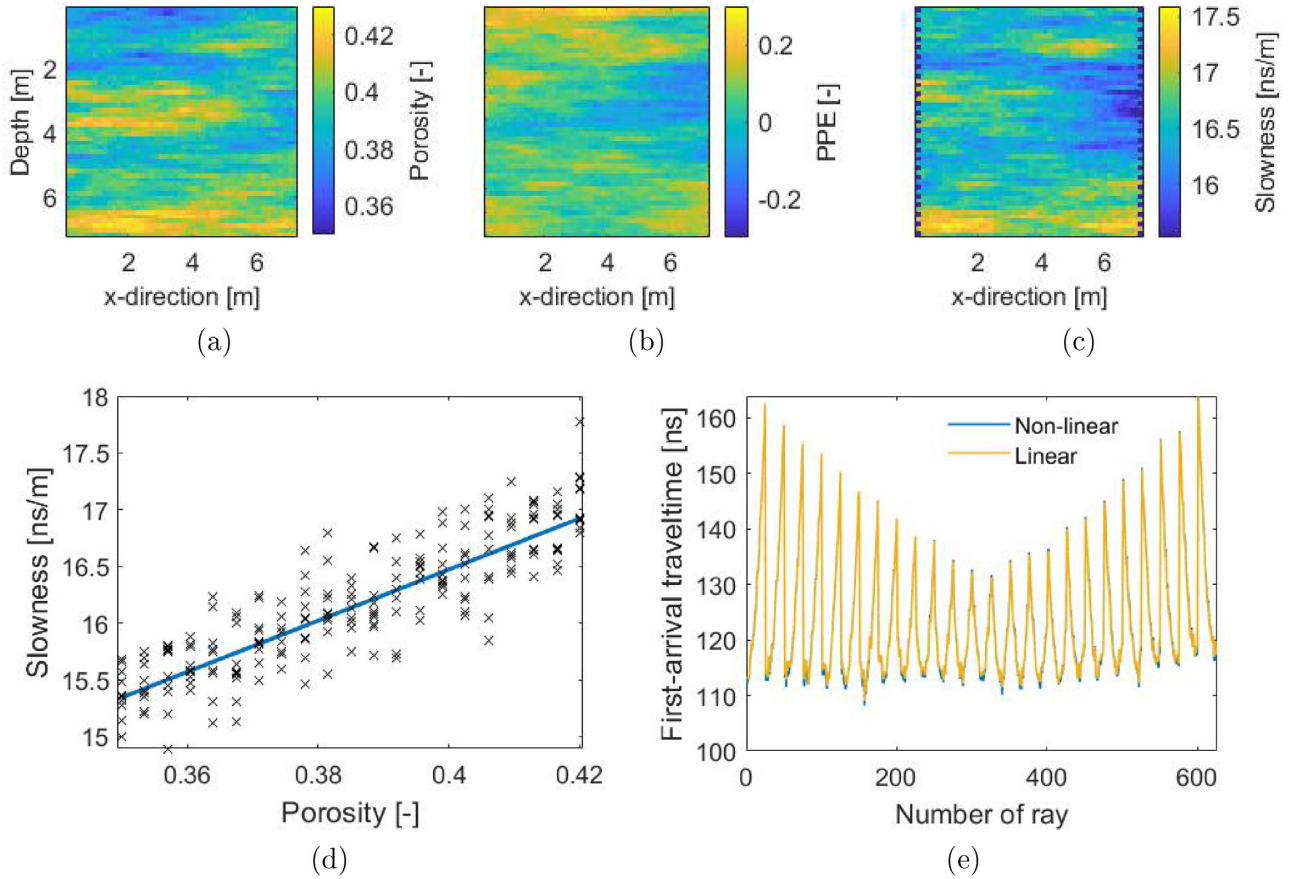 0.42
0.4
0.38
0.36
Porosity [-]
2
4
6
Depth [m]
2 4 6
x-direction [m]
(a)
0.2
0
-0.2
PPE [-]
2 4 6
x-direction [m]
(b)
17.5
17
16.5
16
Slowness [ns/m]
2 4 6
x-direction [m]
(c)
18
17.5
17
16.5
16
15.5
15
Slowness [ns/m]
0.36 0.38 0.4 0.42
Porosity [-]
(d)
160
150
140
130
120
110
100
First-arrival traveltime [ns]
Non-linear
Linear
0 200 400 600
Number of ray
(e)